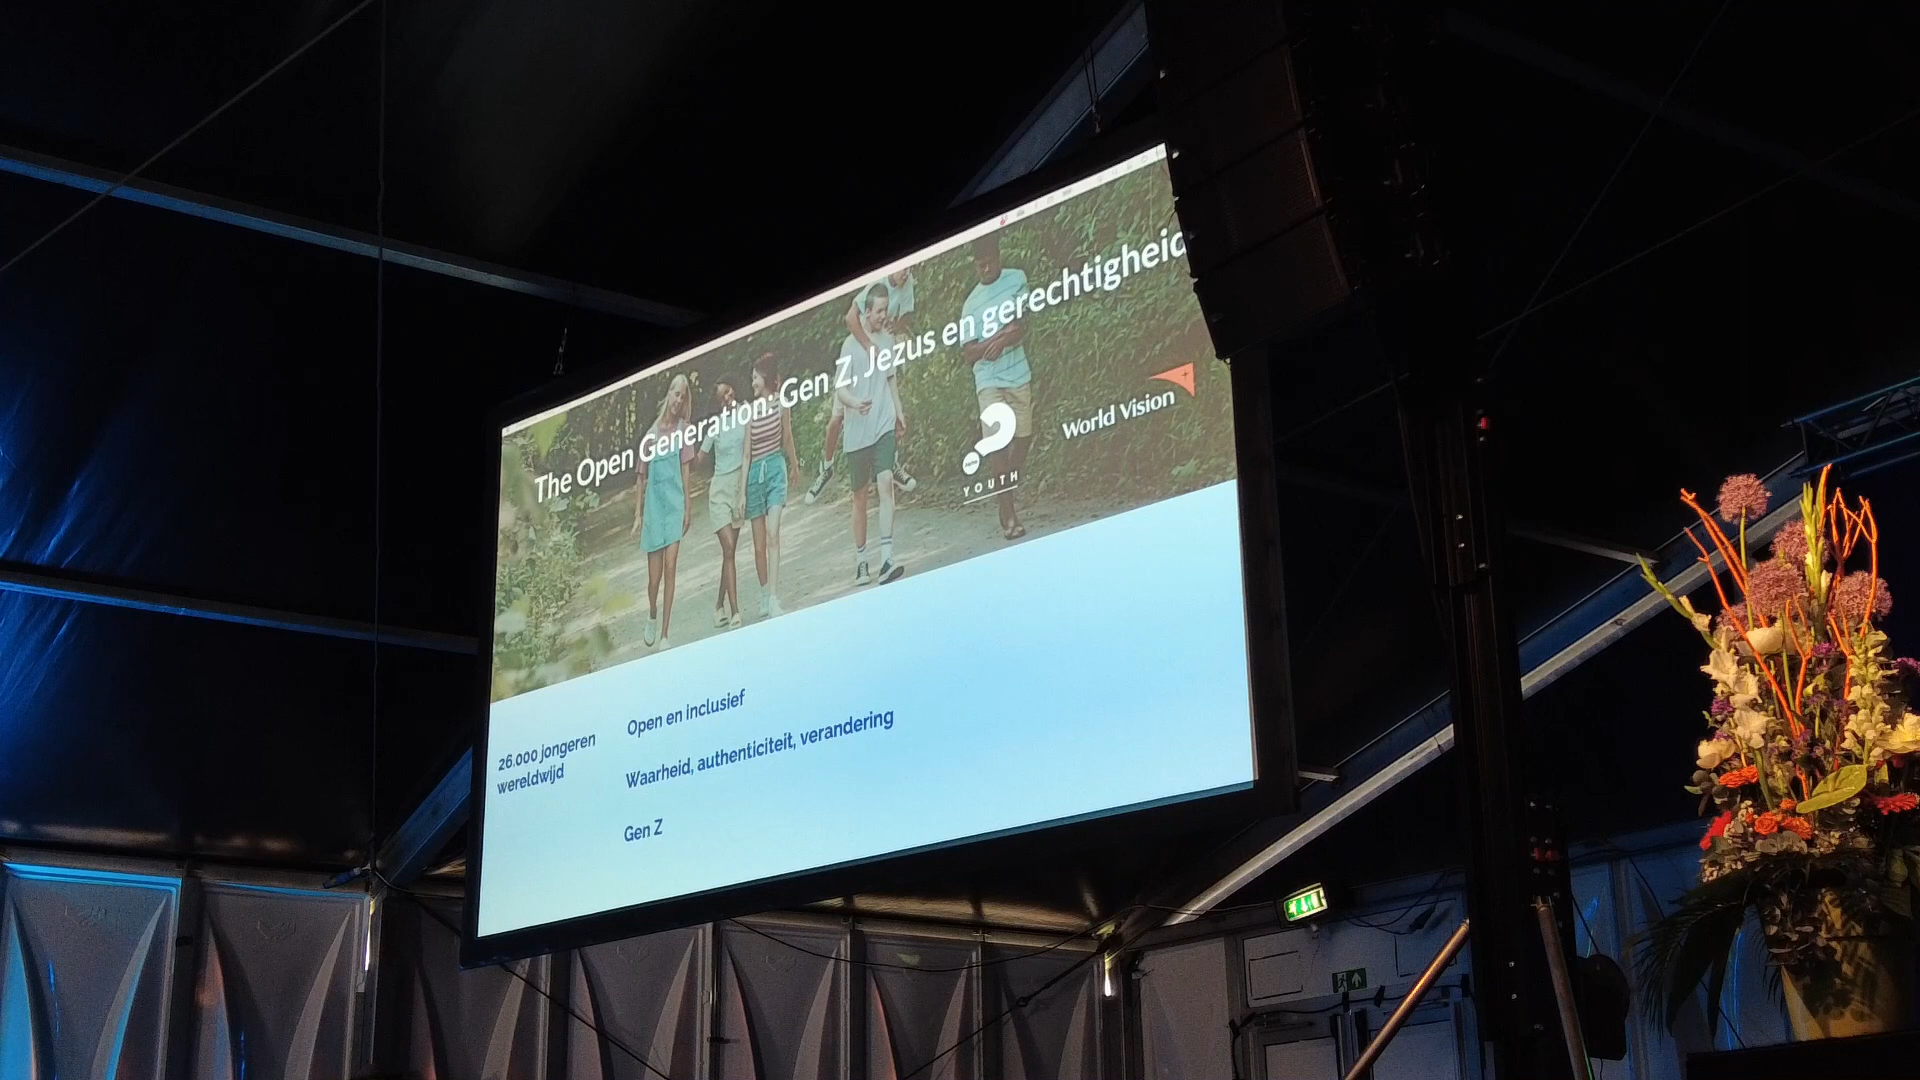 The Open Generation: Gen Z, Jezus en gerechtigheid
YOUTH
World Vision
26.000 jongeren
wereldwijd
Open en inclusief
Waarheid, authenticiteit, verandering
Gen Z